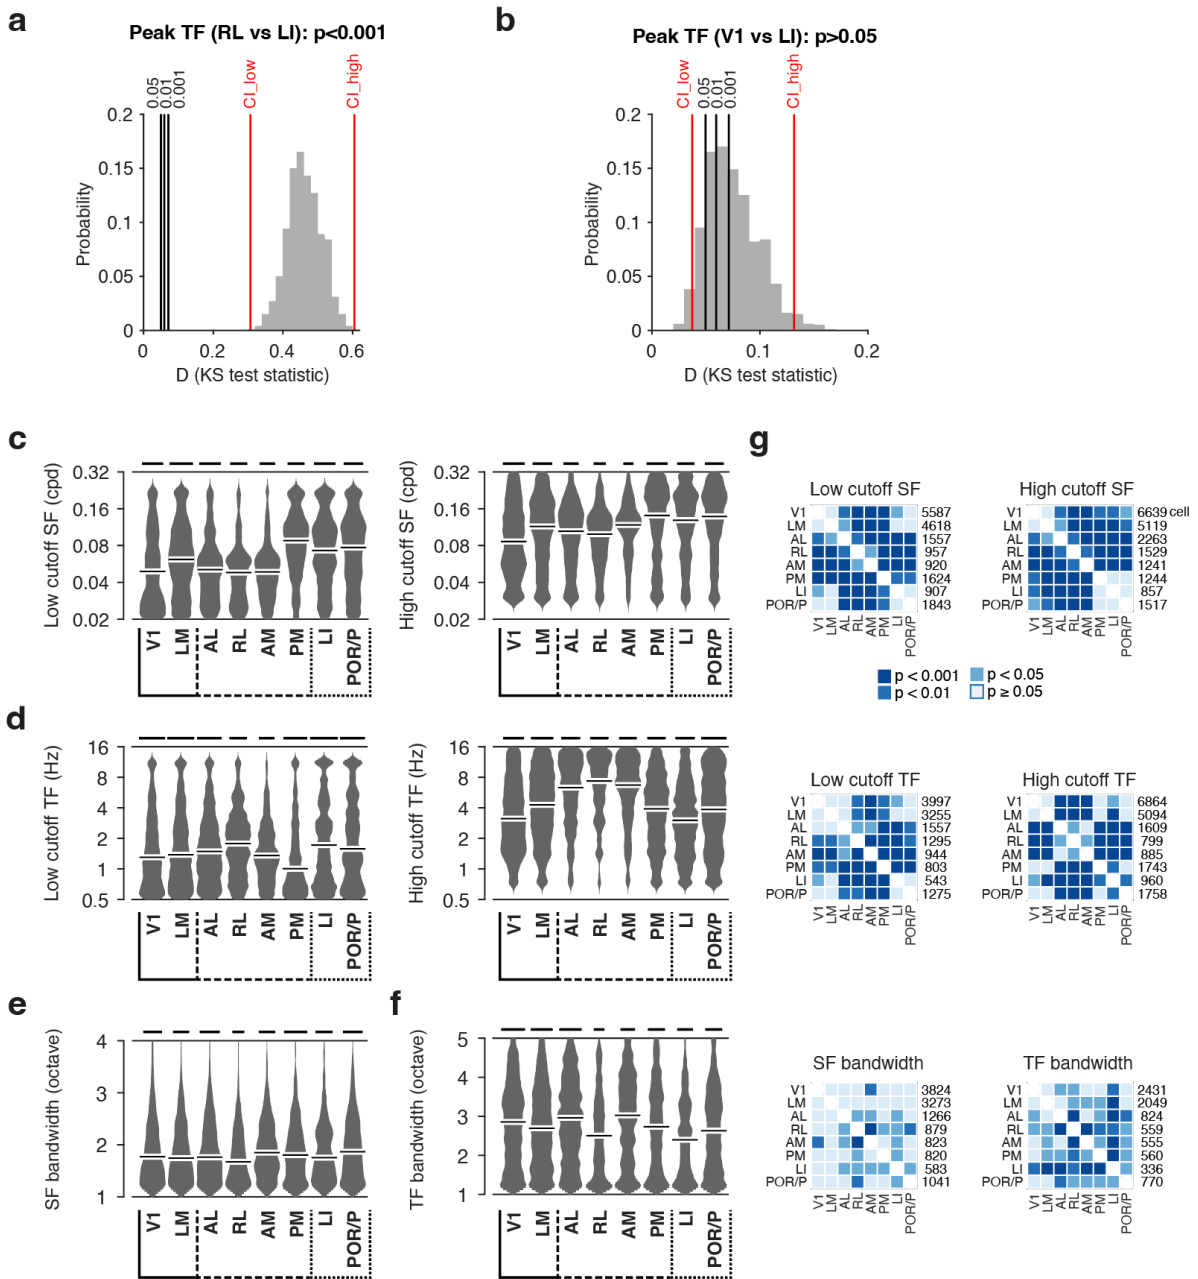 a
Peak TF (RL vs LI): p<0.001
0.05
0.01
0.001
CI_low
CI_high
0.2
0.15
0.1
0.05
0
Probability
0
0.2
0.4
0.6
D (KS test statistic)
b
Peak TF (V1 vs LI): p>0.05
CI_low
0.05
0.01
0.001
CI_high
0.2
0.15
0.1
0.05
0
Probability
0
0.1
0.2
D (KS test statistic)
c
Low cutoff SF (cpd)
0.32
0.16
0.08
0.04
0.02
V1 LM AL RL AM PM LI POR/P
High cutoff SF (cpd)
0.32
0.16
0.08
0.04
0.02
V1 LM AL RL AM PM LI POR/P
d
Low cutoff TF (Hz)
16
8
4
2
1
0.5
V1 LM AL RL AM PM LI POR/P
High cutoff TF (Hz)
16
8
4
2
1
0.5
V1 LM AL RL AM PM LI POR/P
e
SF bandwidth (octave)
4
3
2
1
V1 LM AL RL AM PM LI POR/P
f
TF bandwidth (octave)
5
4
3
2
1
V1 LM AL RL AM PM LI POR/P
g
Low cutoff SF
V1 5587
LM 4618
AL 1557
RL 957
AM 920
PM 1624
LI 907
POR/P 1843
V1 LM AL RL AM PM LI POR/P
High cutoff SF
V1 6639 cell
LM 5119
AL 2263
RL 1529
AM 1241
PM 1244
LI 857
POR/P 1517
V1 LM AL RL AM PM LI POR/P
p < 0.001
p < 0.05
p < 0.01
p ≥ 0.05
Low cutoff TF
V1 3997
LM 3255
AL 1557
RL 1295
AM 944
PM 803
LI 543
POR/P 1275
V1 LM AL RL AM PM LI POR/P
High cutoff TF
V1 6864
LM 5094
AL 1609
RL 799
AM 885
PM 1743
LI 960
POR/P 1758
V1 LM AL RL AM PM LI POR/P
SF bandwidth
V1 3824
LM 3273
AL 1266
RL 879
AM 823
PM 820
LI 583
POR/P 1041
V1 LM AL RL AM PM LI POR/P
TF bandwidth
V1 2431
LM 2049
AL 824
RL 559
AM 555
PM 560
LI 336
POR/P 770
V1 LM AL RL AM PM LI POR/P